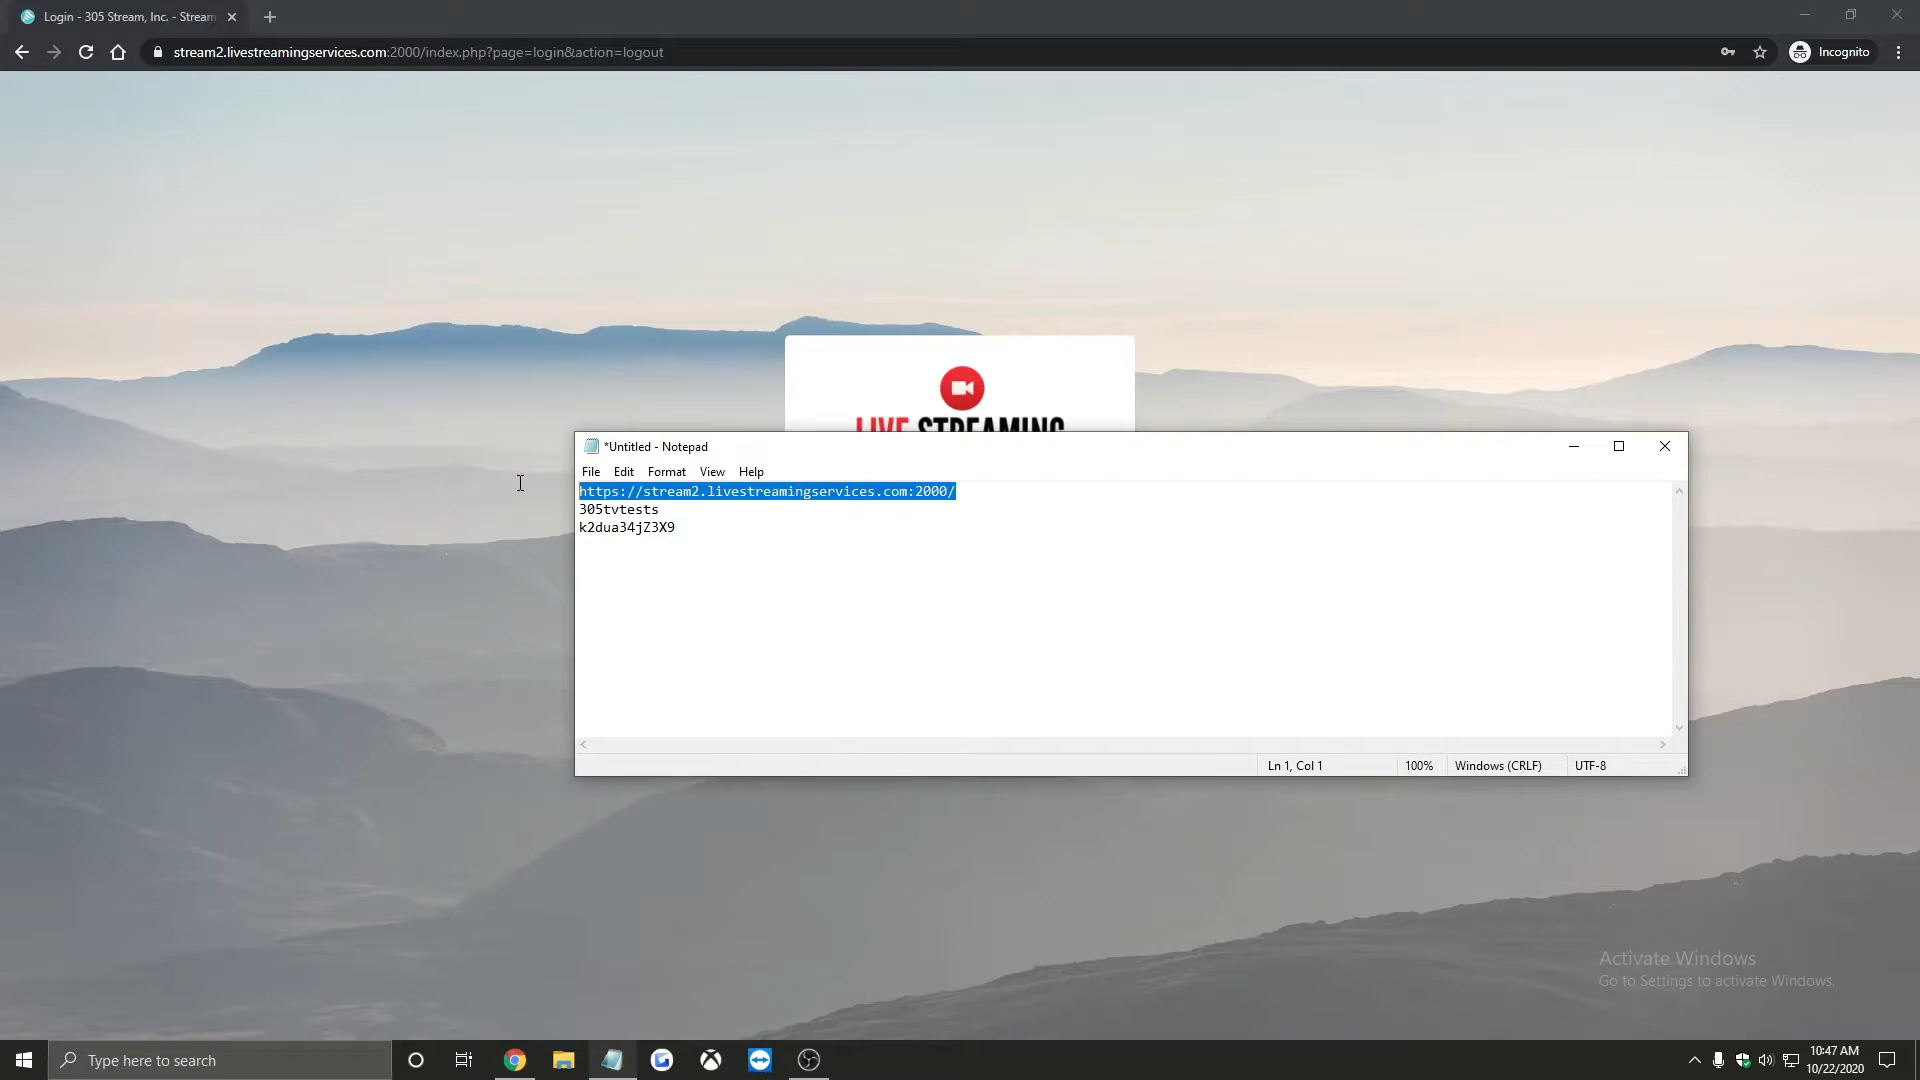 Login - 305 Stream, Inc. - Stream
stream2.livestreamingservices.com:2000/index.php?page=login&action=logout
Incognito
LIVE STREAMING
*Untitled - Notepad
File Edit Format View Help
https://stream2.livestreamingservices.com:2000/
305tvtests
k2dua34jZ3X9
Ln 1, Col 1 100% Windows (CRLF) UTF-8
Activate Windows
Go to Settings to activate Windows.
Type here to search
10:47 AM
10/22/2020